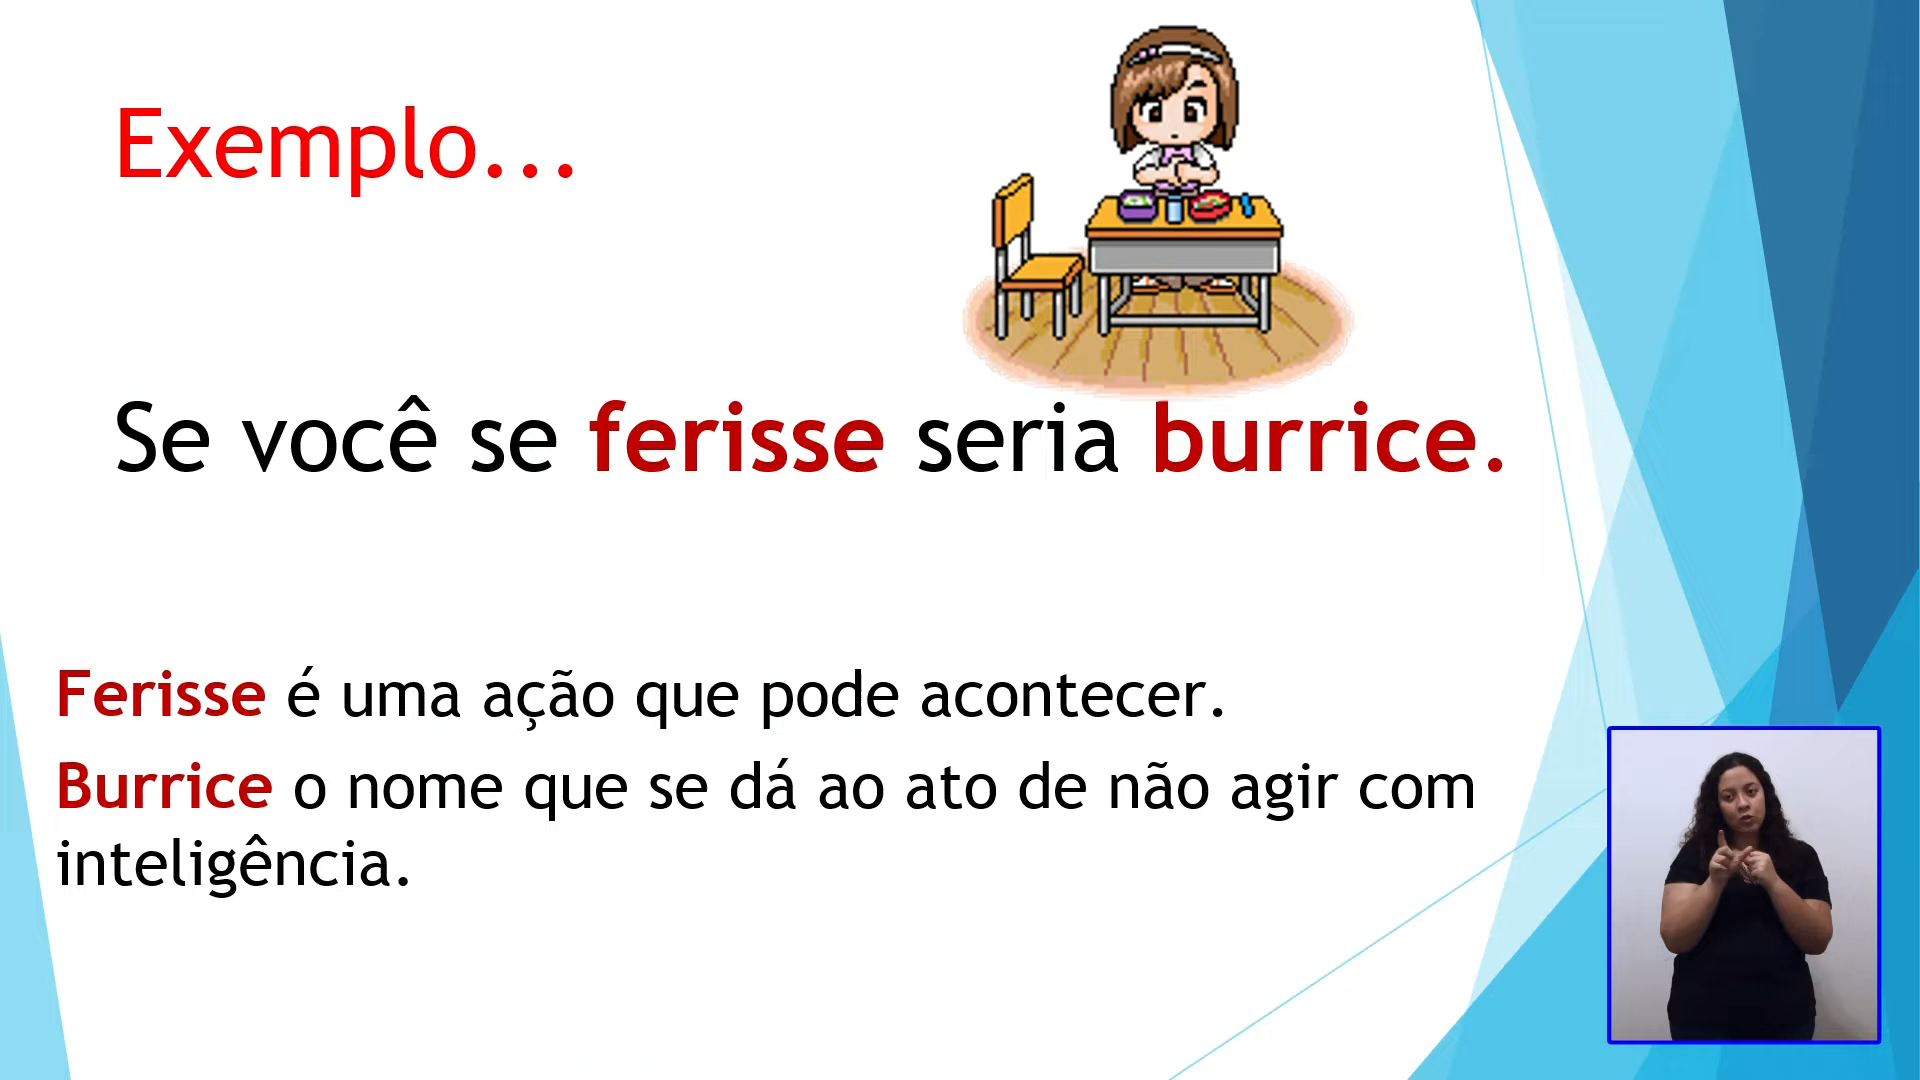 Exemplo...
Se você se ferisse seria burrice.
Ferisse é uma ação que pode acontecer.
Burrice o nome que se dá ao ato de não agir com
inteligência.